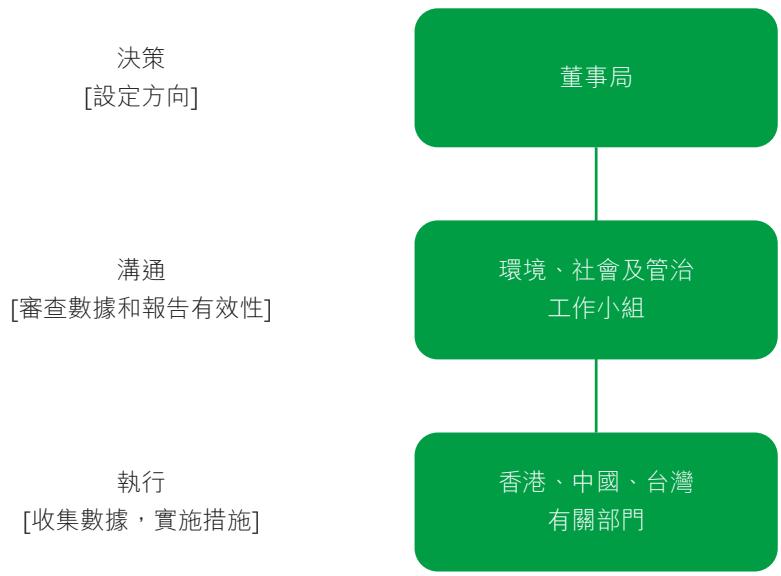 決策
[設定方向]
董事局
溝通
[審查數據和報告有效性]
環境、社會及管治
工作小組
執行
[收集數據，實施措施]
香港、中國、台灣
有關部門